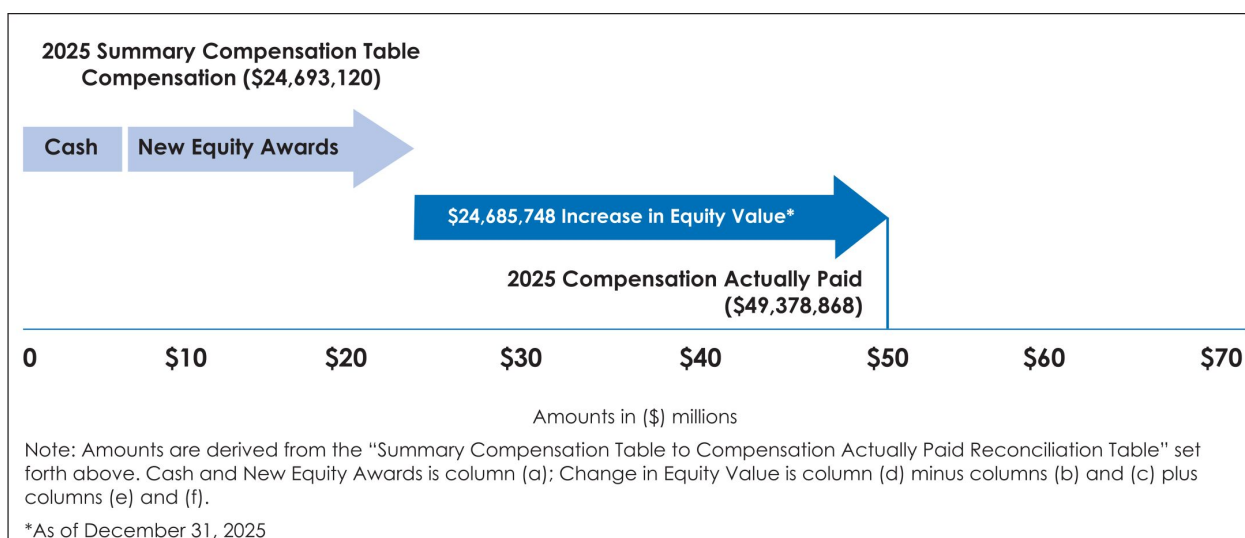 2025 Summary Compensation Table
Compensation ($24,693,120)
Cash
New Equity Awards
$24,685,748 Increase in Equity Value*
2025 Compensation Actually Paid
($49,378,868)
0 $10 $20 $30 $40 $50 $60 $70
Amounts in ($) millions
Note: Amounts are derived from the “Summary Compensation Table to Compensation Actually Paid Reconciliation Table” set
forth above. Cash and New Equity Awards is column (a); Change in Equity Value is column (d) minus columns (b) and (c) plus
columns (e) and (f).
*As of December 31, 2025